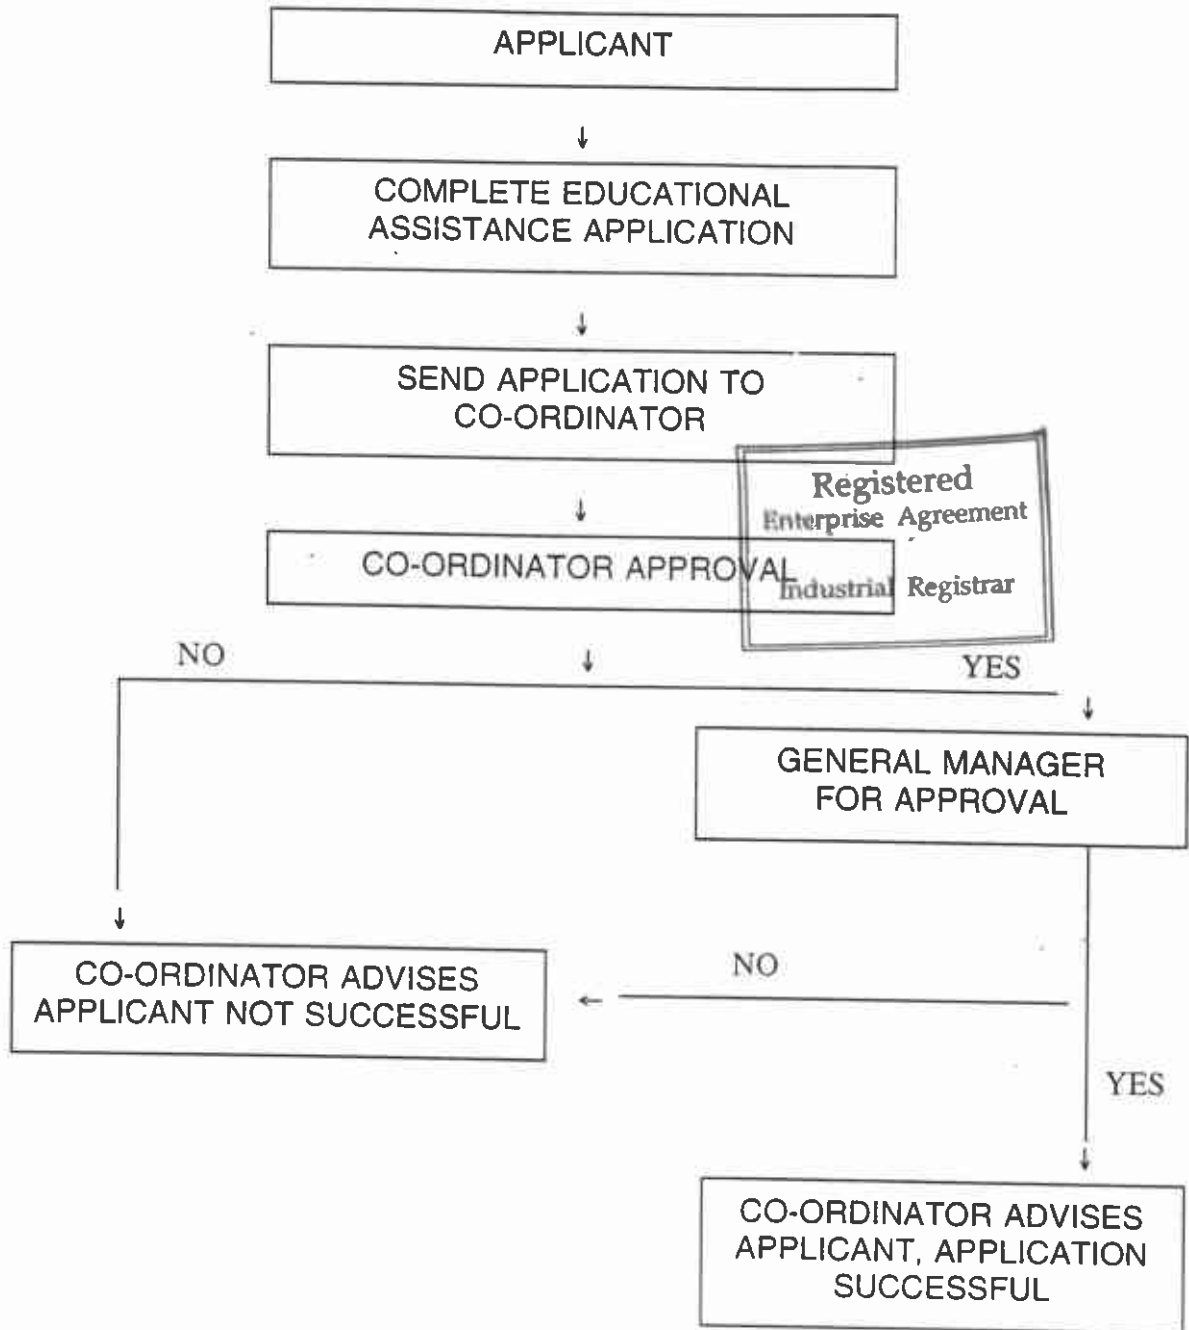 APPLICANT
↓
COMPLETE EDUCATIONAL
ASSISTANCE APPLICATION
↓
SEND APPLICATION TO
CO-ORDINATOR
Registered
Enterprise Agreement
Industrial Registrar
↓
CO-ORDINATOR APPROVAL
NO
↓
YES
↓
GENERAL MANAGER
FOR APPROVAL
↓
CO-ORDINATOR ADVISES
APPLICANT NOT SUCCESSFUL
←
NO
YES
↓
CO-ORDINATOR ADVISES
APPLICANT, APPLICATION
SUCCESSFUL